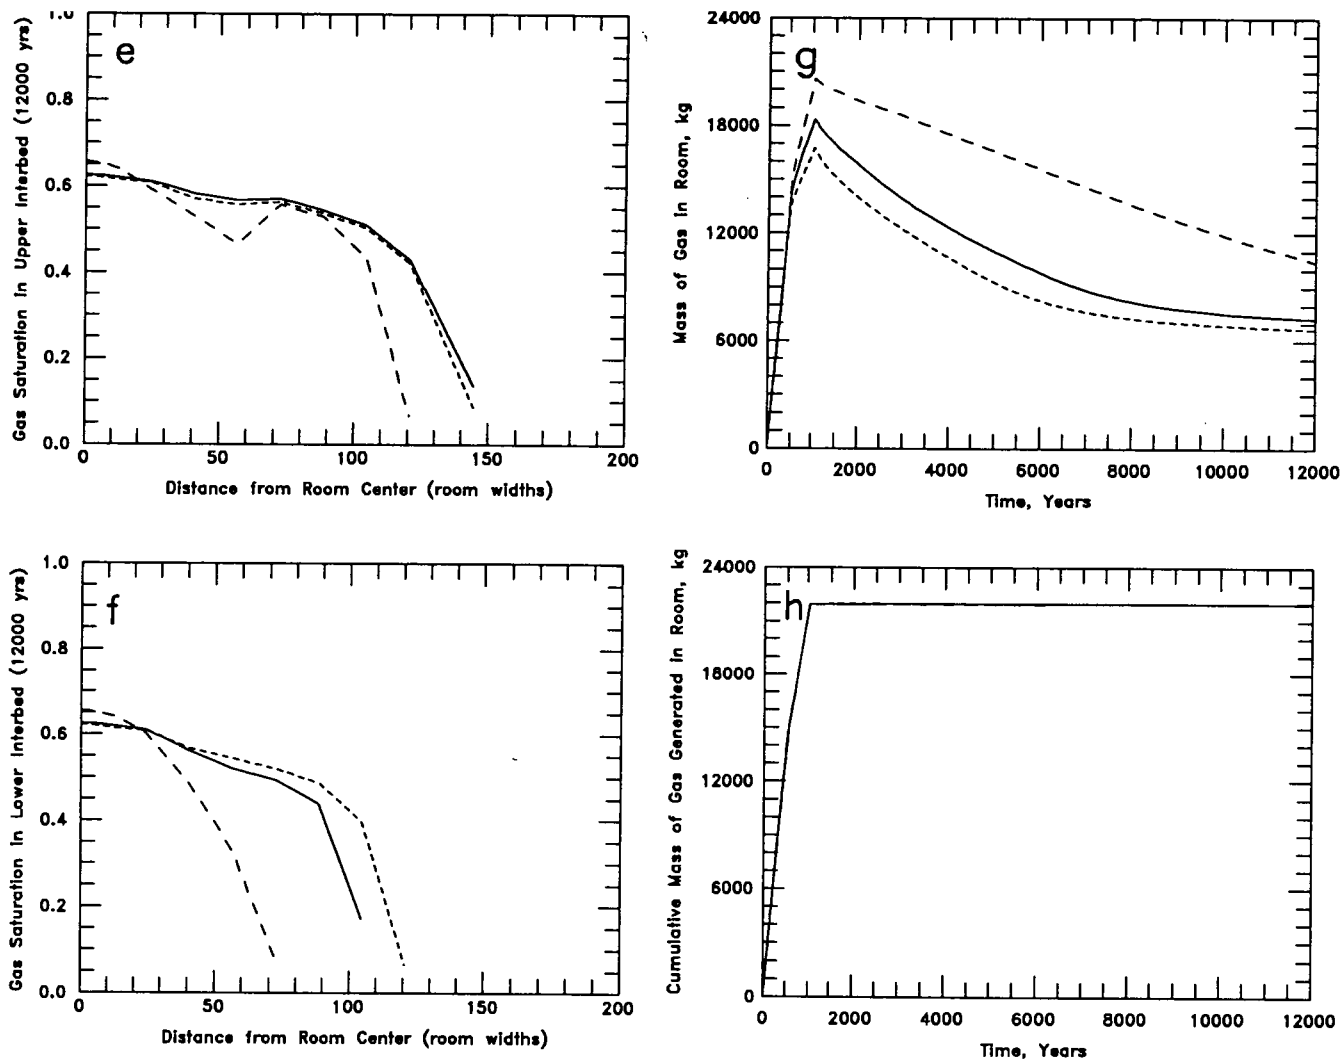 e
Gas Saturation in Upper Interbed (12000 yrs)
1.0
0.8
0.6
0.4
0.2
0.0
0 50 100 150 200
Distance from Room Center (room widths)
g
Mass of Gas in Room, kg
24000
18000
12000
6000
0
0 2000 4000 6000 8000 10000 12000
Time, Years
f
Gas Saturation in Lower Interbed (12000 yrs)
1.0
0.8
0.6
0.4
0.2
0.0
0 50 100 150 200
Distance from Room Center (room widths)
h
Cumulative Mass of Gas Generated in Room, kg
24000
18000
12000
6000
0
0 2000 4000 6000 8000 10000 12000
Time, Years